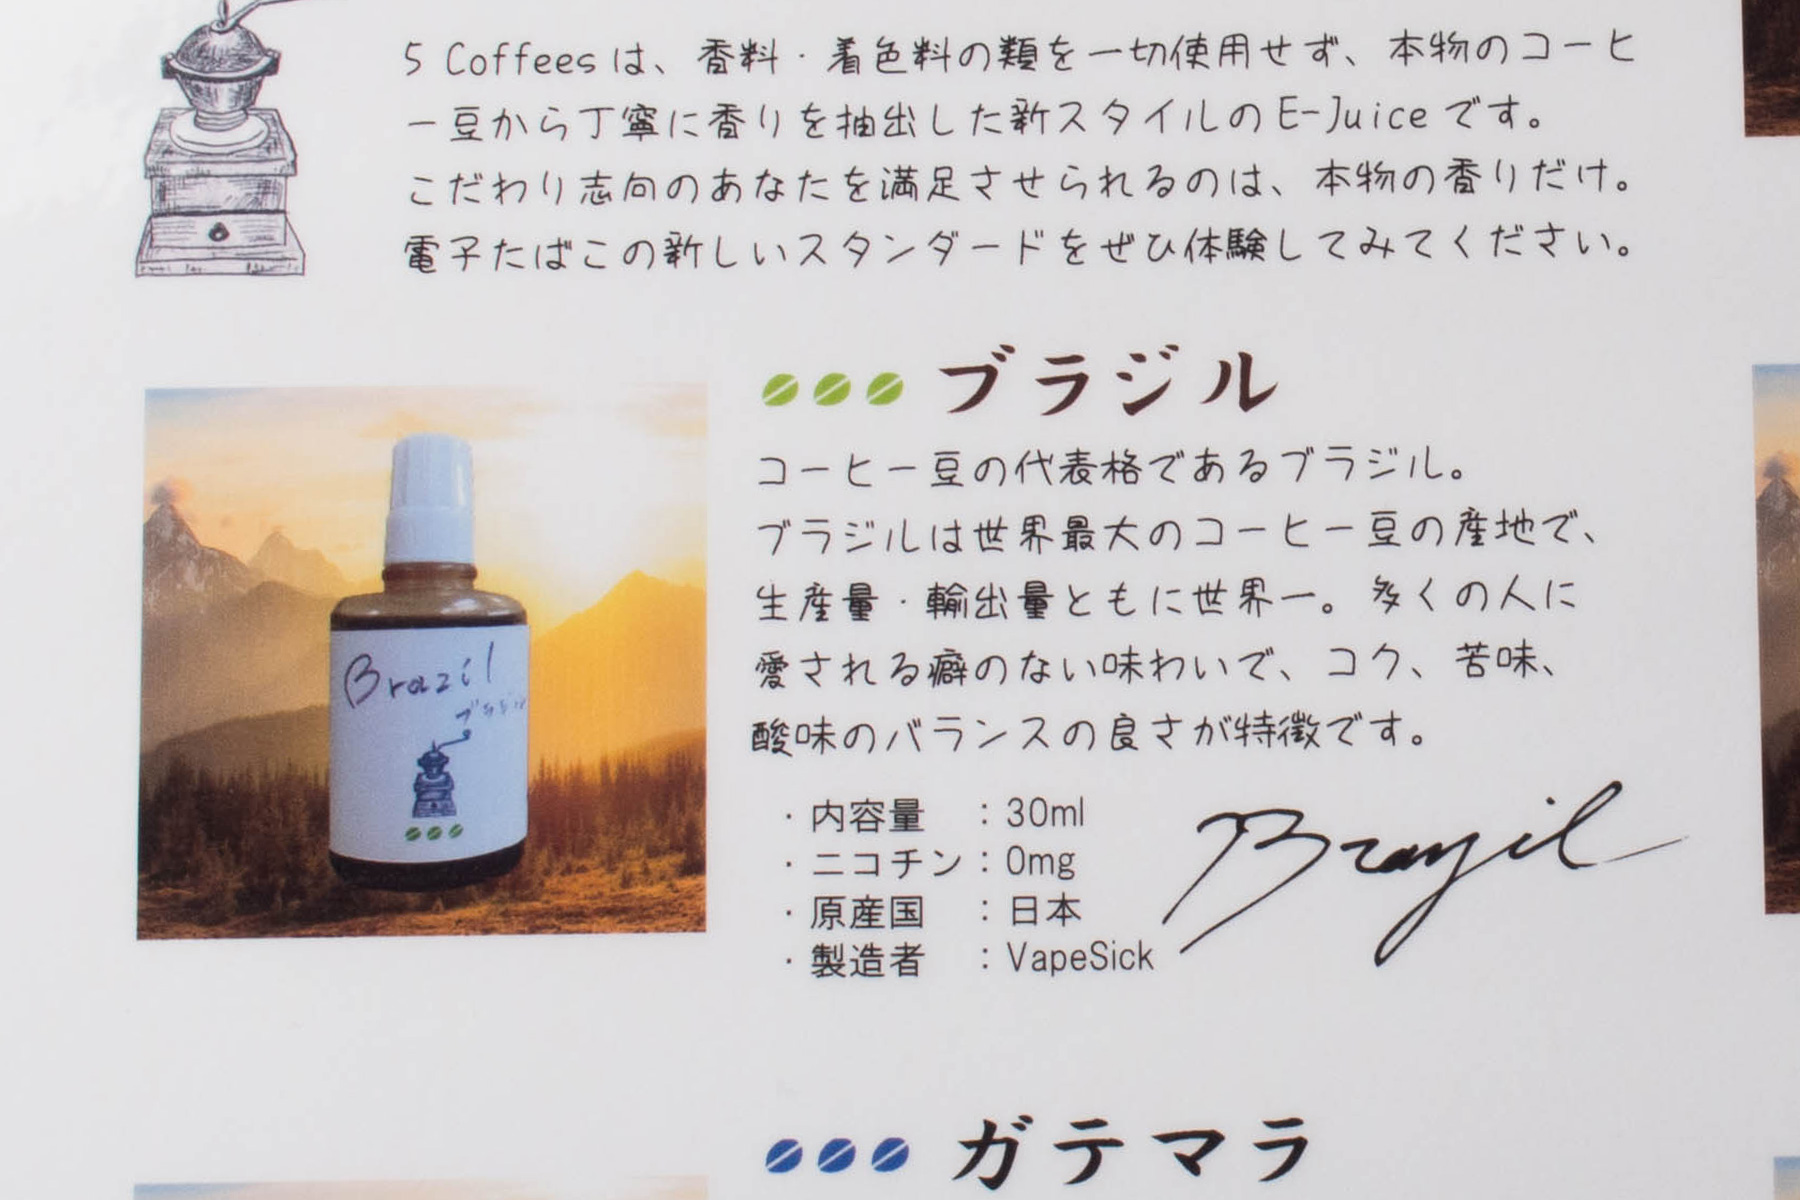 5 Coffeesは、香料・着色料の類を一切使用せず、本物のコーヒ
ー豆から丁寧に香りを抽出した新スタイルのE-Juiceです。
こだわり志向のあなたを満足させられるのは、本物の香りだけ。
電子たばこの新しいスタンダードをぜひ体験してみてください。
ブラジル
コーヒー豆の代表格であるブラジル。
ブラジルは世界最大のコーヒー豆の産地で、
生産量・輸出量ともに世界一。多くの人に
愛される癖のない味わいで、コク、苦味、
酸味のバランスの良さが特徴です。
Brazil
ブラジル
・内容量　：30ml
・ニコチン：0mg
・原産国　：日本
・製造者　：VapeSick
Brazil
ガテマラ